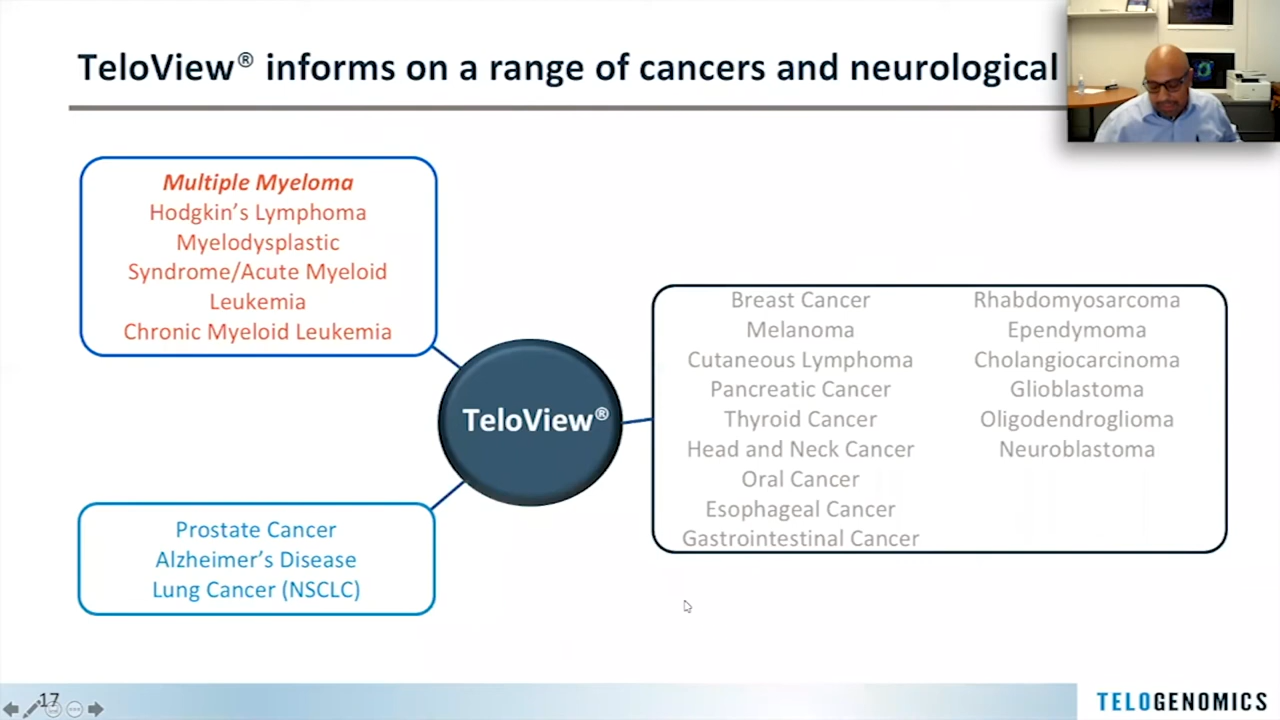 TeloView® informs on a range of cancers and neurological
Multiple Myeloma
Hodgkin’s Lymphoma
Myelodysplastic
Syndrome/Acute Myeloid
Leukemia
Chronic Myeloid Leukemia
TeloView®
Prostate Cancer
Alzheimer’s Disease
Lung Cancer (NSCLC)
Breast Cancer
Melanoma
Cutaneous Lymphoma
Pancreatic Cancer
Thyroid Cancer
Head and Neck Cancer
Oral Cancer
Esophageal Cancer
Gastrointestinal Cancer
Rhabdomyosarcoma
Ependymoma
Cholangiocarcinoma
Glioblastoma
Oligodendroglioma
Neuroblastoma
17
TELOGENOMICS